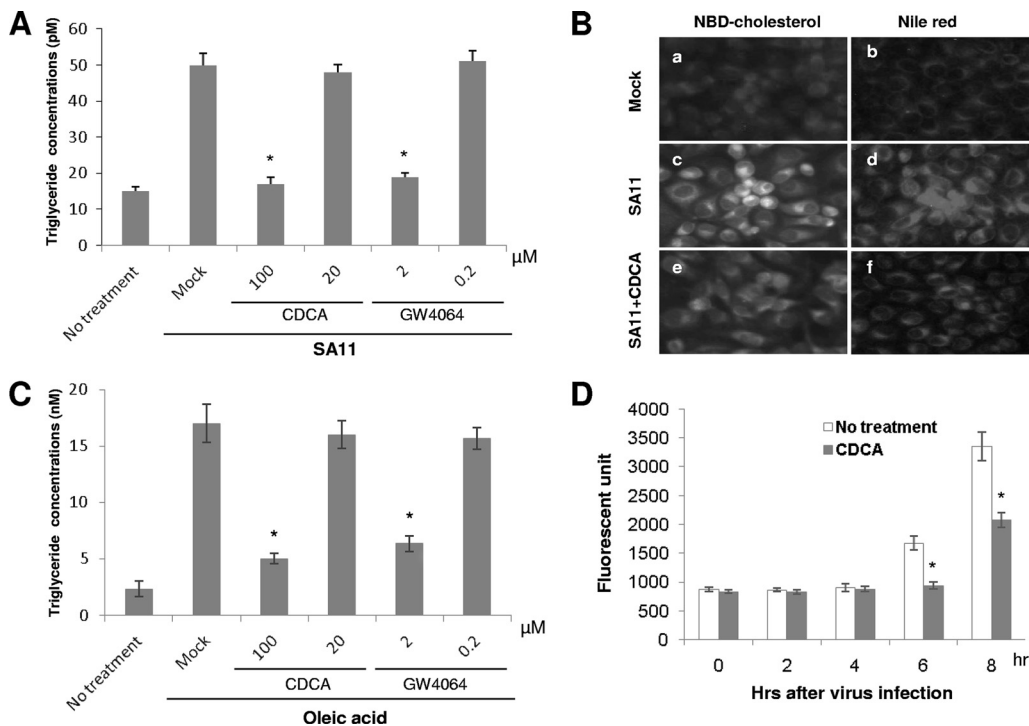 A
Triglyceride concentrations (pM)
60
50
40
30
20
10
0
*
*
No treatment
Mock
100
20
2
0.2
µM
CDCA
GW4064
SA11
B
NBD-cholesterol
Nile red
Mock
a
b
SA11
c
d
SA11+CDCA
e
f
C
Triglyceride concentrations (nM)
20
15
10
5
0
*
*
No treatment
Mock
100
20
2
0.2
µM
CDCA
GW4064
Oleic acid
D
Fluorescent unit
4000
3500
3000
2500
2000
1500
1000
500
0
No treatment
CDCA
*
*
0
2
4
6
8
hr
Hrs after virus infection